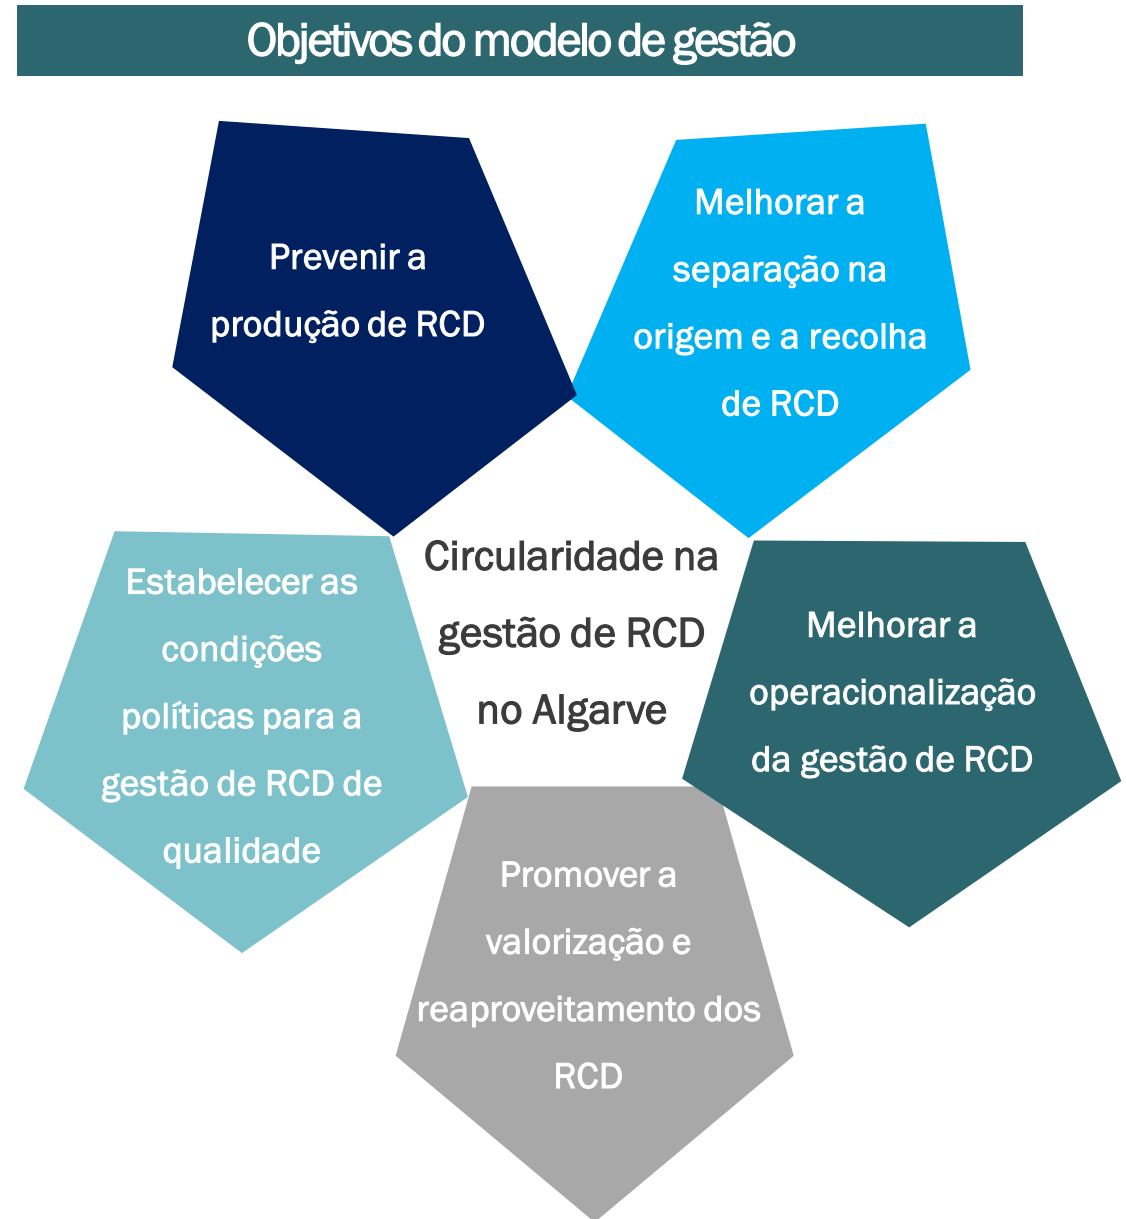 Objetivos do modelo de gestão
Prevenir a
produção de RCD
Melhorar a
separação na
origem e a recolha
de RCD
Circularidade na
gestão de RCD
no Algarve
Estabelecer as
condições
políticas para a
gestão de RCD de
qualidade
Melhorar a
operacionalização
da gestão de RCD
Promover a
valorização e
reaproveitamento dos
RCD